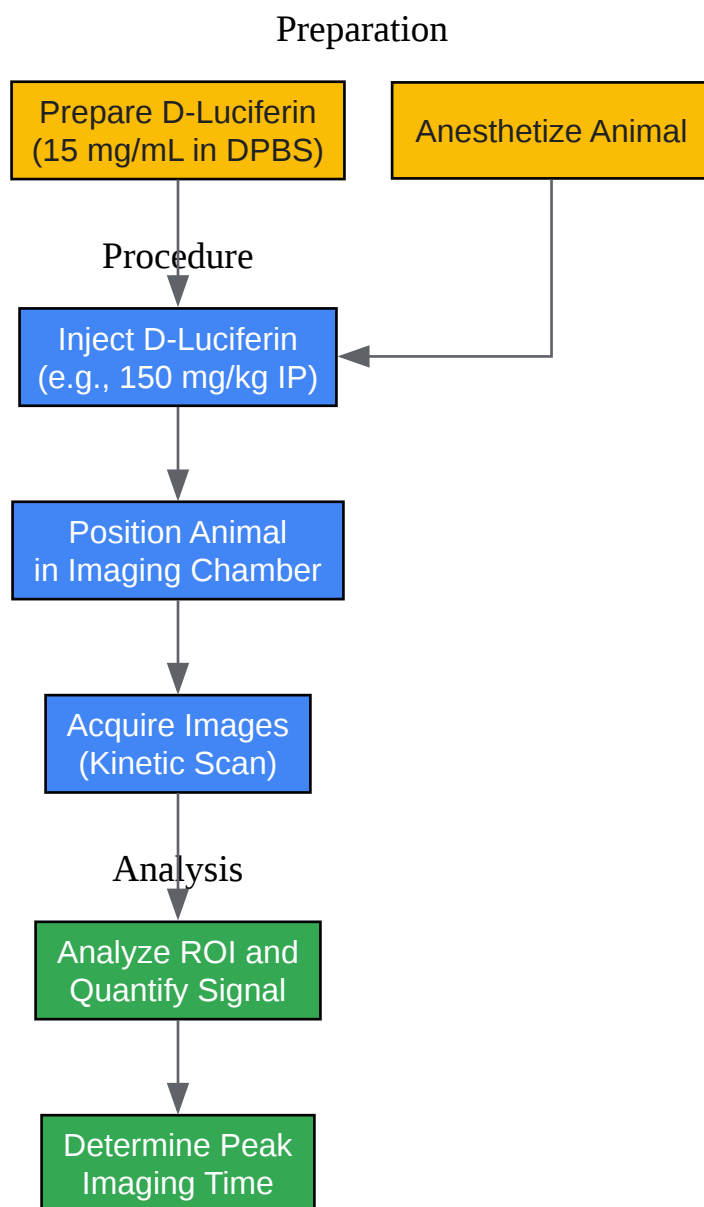 Preparation
Prepare D-Luciferin
(15 mg/mL in DPBS)
Anesthetize Animal
Procedure
Inject D-Luciferin
(e.g., 150 mg/kg IP)
Position Animal
in Imaging Chamber
Acquire Images
(Kinetic Scan)
Analysis
Analyze ROI and
Quantify Signal
Determine Peak
Imaging Time